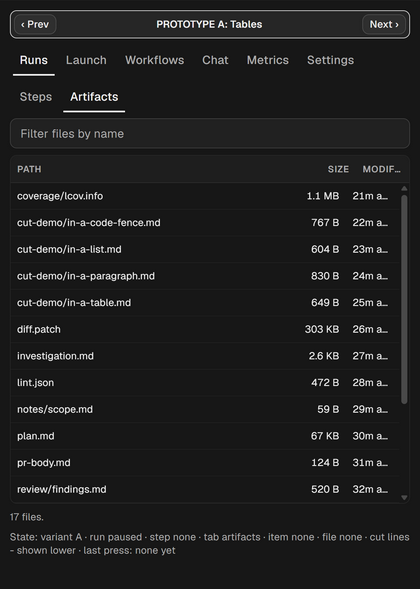 ‹ Prev
PROTOTYPE A: Tables
Next ›
Runs Launch Workflows Chat Metrics Settings
Steps Artifacts
Filter files by name
PATH SIZE MODIF…
coverage/lcov.info 1.1 MB 21m a…
cut-demo/in-a-code-fence.md 767 B 22m a…
cut-demo/in-a-list.md 604 B 23m a…
cut-demo/in-a-paragraph.md 830 B 24m a…
cut-demo/in-a-table.md 649 B 25m a…
diff.patch 303 KB 26m a…
investigation.md 2.6 KB 27m a…
lint.json 472 B 28m a…
notes/scope.md 59 B 29m a…
plan.md 67 KB 30m a…
pr-body.md 124 B 31m a…
review/findings.md 520 B 32m a…
17 files.
State: variant A · run paused · step none · tab artifacts · item none · file none · cut lines
- shown lower · last press: none yet